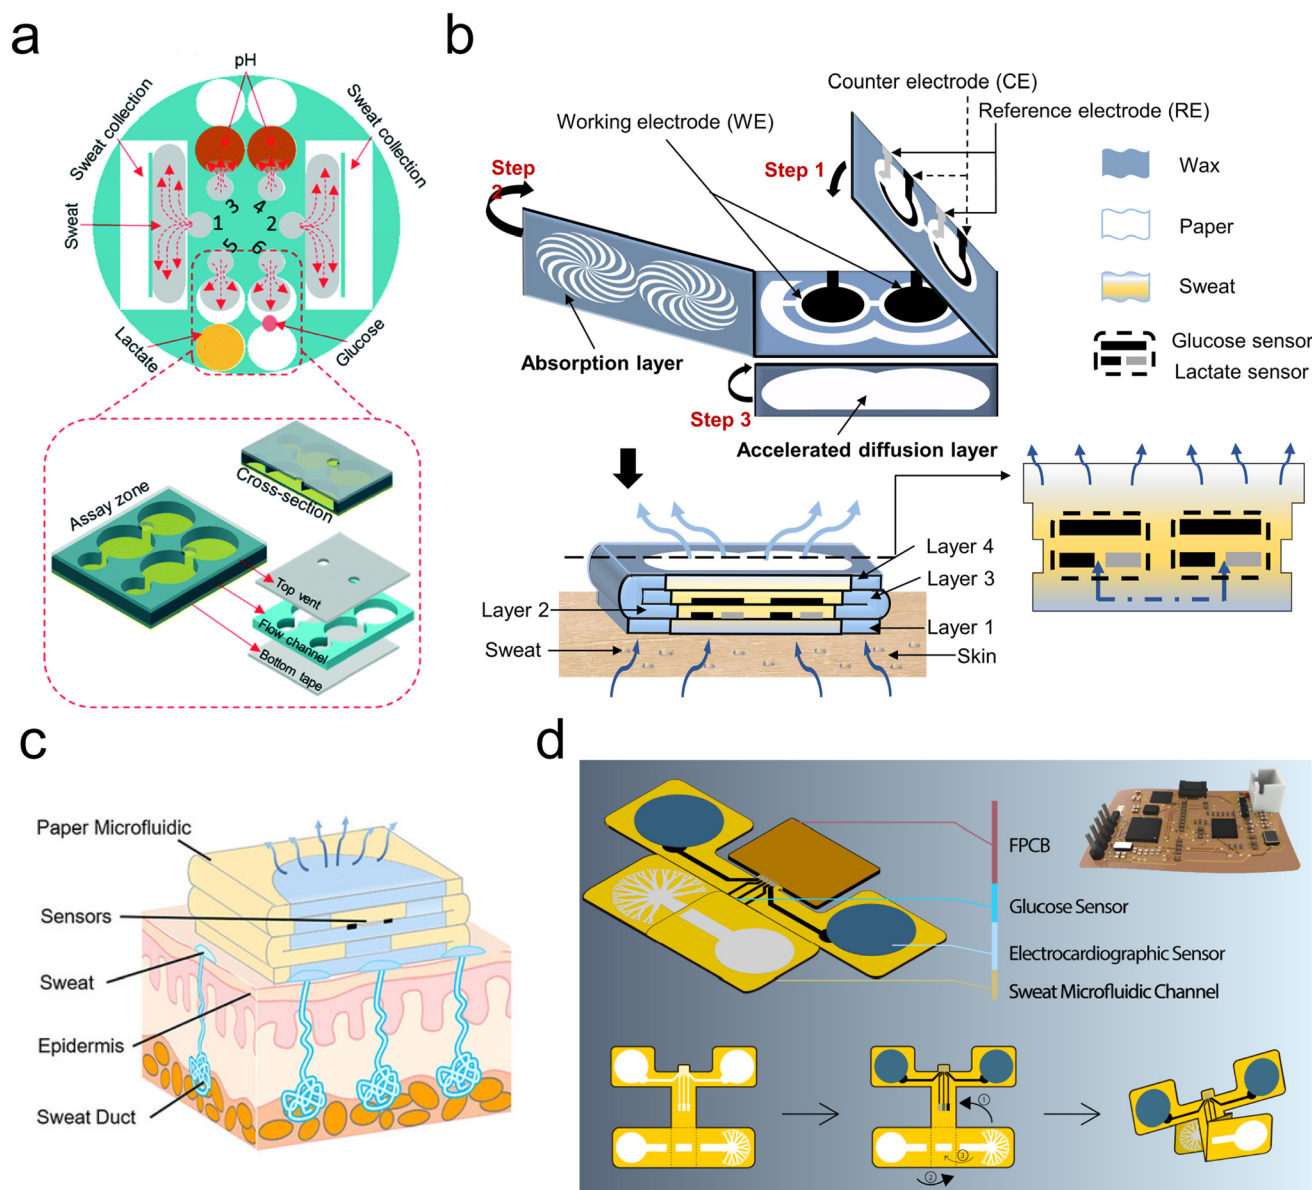 a
pH
Sweat collection
Sweat collection
Sweat
3
4
1
2
5
6
Lactate
Glucose
Assay zone
Cross-section
Top vent
Flow channel
Bottom tape
b
Counter electrode (CE)
Reference electrode (RE)
Working electrode (WE)
Step 1
Step
2
Absorption layer
Step 3
Accelerated diffusion layer
Wax
Paper
Sweat
Glucose sensor
Lactate sensor
Layer 4
Layer 3
Layer 2
Layer 1
Sweat
Skin
c
Paper Microfluidic
Sensors
Sweat
Epidermis
Sweat Duct
d
FPCB
Glucose Sensor
Electrocardiographic Sensor
Sweat Microfluidic Channel
1
2
3